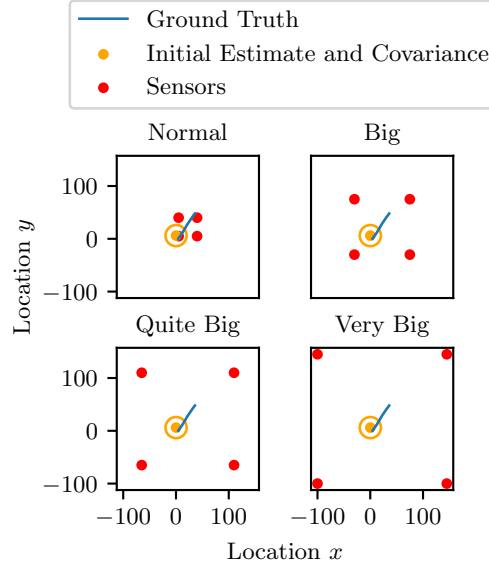 Ground Truth
Initial Estimate and Covariance
Sensors
Normal
Big
100
0
−100
Location y
Quite Big
Very Big
100
0
−100
−100 0 100
−100 0 100
Location x